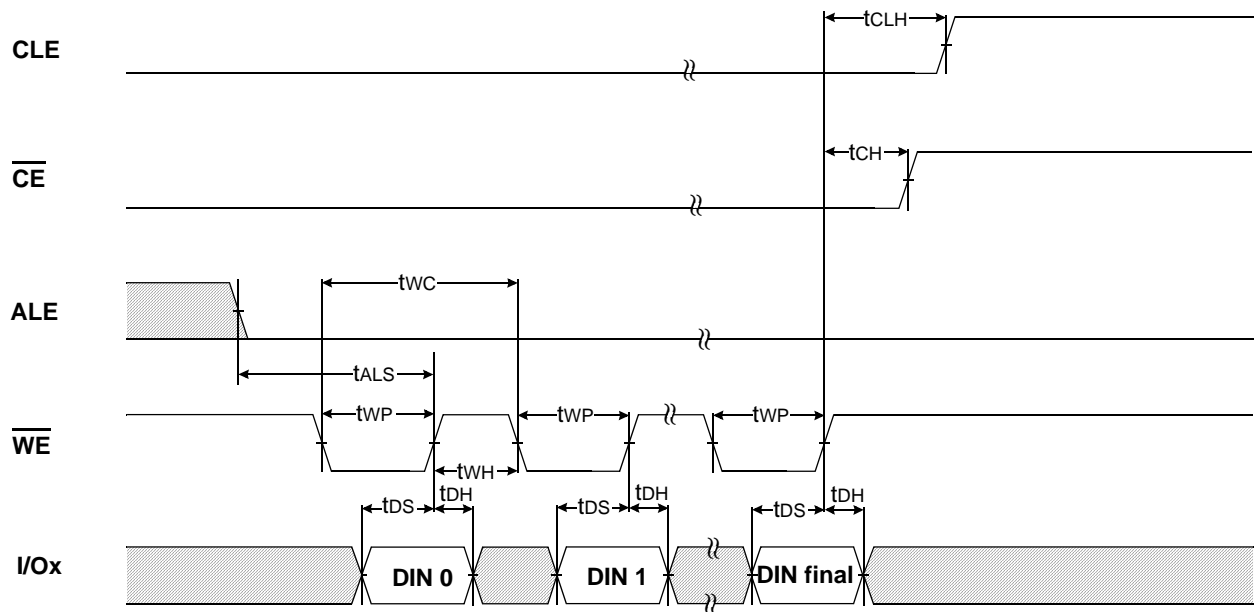 tCLH
CLE
tCH
CE
tWC
ALE
tALS
tWP tWP tWP
WE
tWH
tDS tDH tDS tDH tDS tDH
I/Ox DIN 0 DIN 1 DIN final